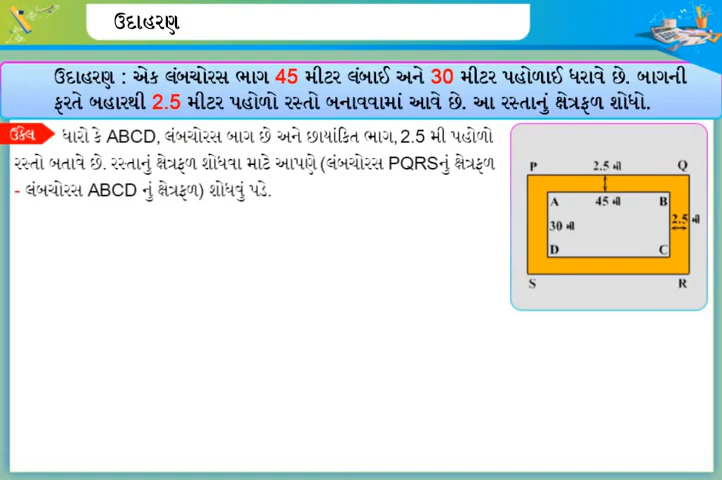 ઉદાહરણ
ઉદાહરણ : એક લંબચોરસ ભાગ 45 મીટર લંબાઈ અને 30 મીટર પહોળાઈ ધરાવે છે. બાગની
ફરતે બહારથી 2.5 મીટર પહોળો રસ્તો બનાવવામાં આવે છે. આ રસ્તાનું ક્ષેત્રફળ શોધો.
ઉકેલ ધારો કે ABCD, લંબચોરસ બાગ છે અને છાયાંકિત ભાગ, 2.5 મી પહોળો
રસ્તો બતાવે છે. રસ્તાનું ક્ષેત્રફળ શોધવા માટે આપણે (લંબચોરસ PQRSનું ક્ષેત્રફળ
- લંબચોરસ ABCD નું ક્ષેત્રફળ) શોધવું પડે.
P 2.5 મી Q
A 45 મી B
30 મી 2.5 મી
D C
S R